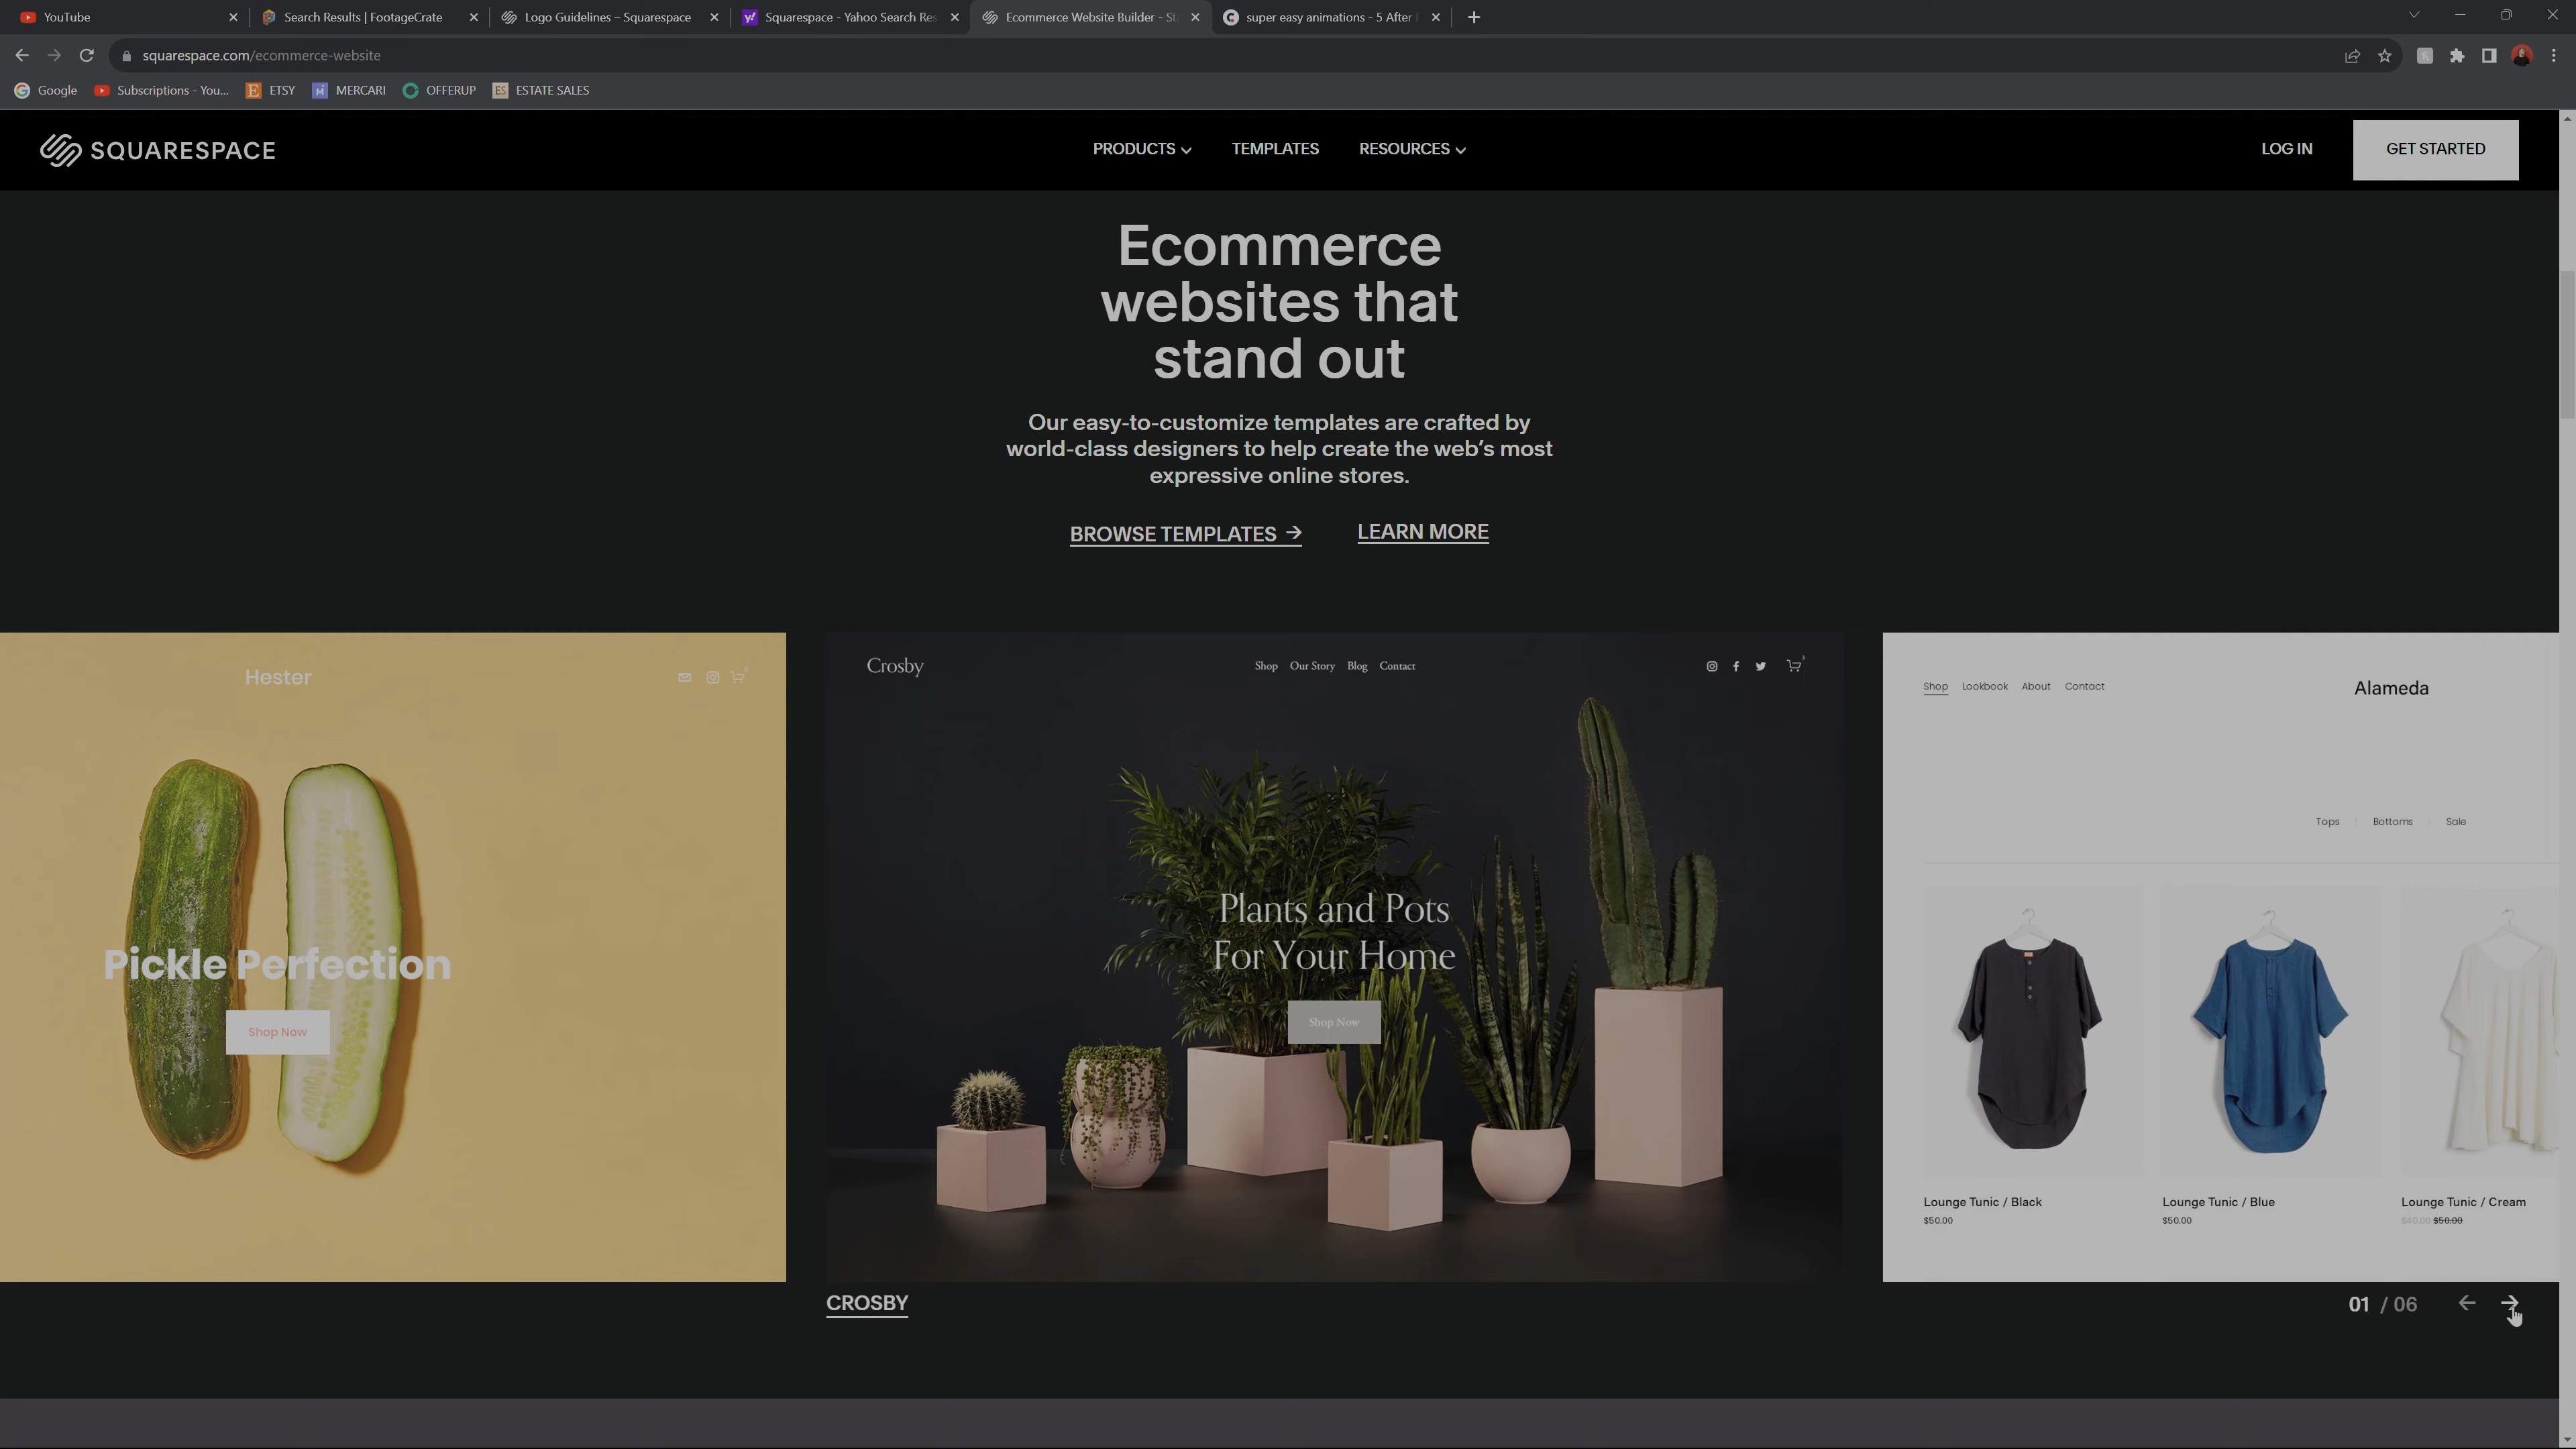 YouTube
Search Results | FootageCrate
Logo Guidelines – Squarespace
Squarespace - Yahoo Search Res
Ecommerce Website Builder - St
super easy animations - 5 After
squarespace.com/ecommerce-website
Google
Subscriptions - You...
ETSY
MERCARI
OFFERUP
ES ESTATE SALES
SQUARESPACE
PRODUCTS
TEMPLATES
RESOURCES
LOG IN
GET STARTED
Ecommerce
websites that
stand out
Our easy-to-customize templates are crafted by
world-class designers to help create the web's most
expressive online stores.
BROWSE TEMPLATES →
LEARN MORE
Hester
Pickle Perfection
Shop Now
Crosby
Shop Our Story Blog Contact
Plants and Pots
For Your Home
Shop Now
Shop Lookbook About Contact
Alameda
Tops
Bottoms
Sale
Lounge Tunic / Black
$50.00
Lounge Tunic / Blue
$50.00
Lounge Tunic / Cream
$40.00 $50.00
CROSBY
01 / 06